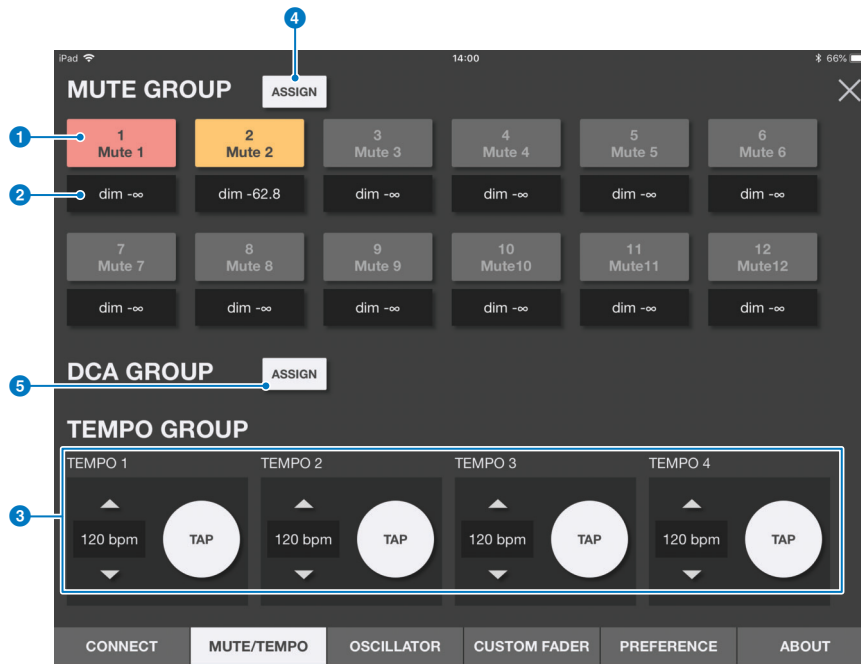 4
iPad 14:00 66%
MUTE GROUP ASSIGN
1
1 2 3 4 5 6
Mute 1 Mute 2 Mute 3 Mute 4 Mute 5 Mute 6
2
dim -∞ dim -62.8 dim -∞ dim -∞ dim -∞ dim -∞
7 8 9 10 11 12
Mute 7 Mute 8 Mute 9 Mute10 Mute11 Mute12
dim -∞ dim -∞ dim -∞ dim -∞ dim -∞ dim -∞
DCA GROUP ASSIGN
5
TEMPO GROUP
TEMPO 1 TEMPO 2 TEMPO 3 TEMPO 4
3
120 bpm TAP 120 bpm TAP 120 bpm TAP 120 bpm TAP
CONNECT MUTE/TEMPO OSCILLATOR CUSTOM FADER PREFERENCE ABOUT